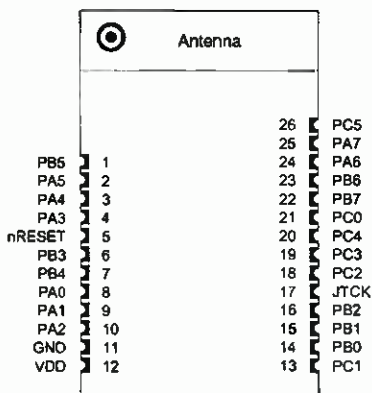 Antenna
26 PC5
25 PA7
PB5 1 24 PA6
PA5 2 23 PB6
PA4 3 22 PB7
PA3 4 21 PC0
nRESET 5 20 PC4
PB3 6 19 PC3
PB4 7 18 PC2
PA0 8 17 JTCK
PA1 9 16 PB2
PA2 10 15 PB1
GND 11 14 PB0
VDD 12 13 PC1